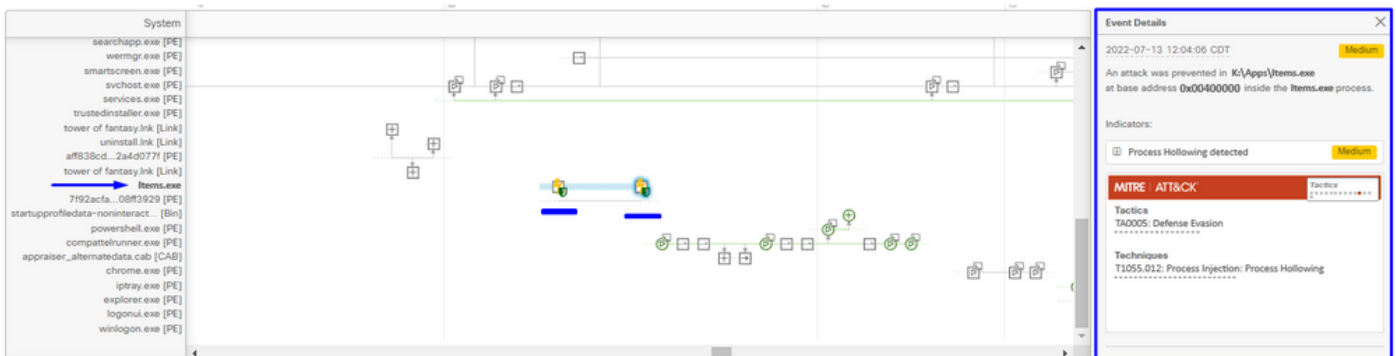 System
searchapp.exe [PE]
wermgr.exe [PE]
smartscreen.exe [PE]
svchost.exe [PE]
services.exe [PE]
trustedinstaller.exe [PE]
tower of fantasy.lnk [Link]
uninstall.lnk [Link]
aff838cd...2a4d077f [PE]
tower of fantasy.lnk [Link]
Items.exe
7f92acfa...08ff3929 [PE]
startupprofiledata-noninteract... [Bin]
powershell.exe [PE]
compattelrunner.exe [PE]
appraiser_alternatedata.cab [CAB]
chrome.exe [PE]
iptray.exe [PE]
explorer.exe [PE]
logonui.exe [PE]
winlogon.exe [PE]
Event Details
2022-07-13 12:04:06 CDT
Medium
An attack was prevented in K:\Apps\Items.exe
at base address 0x00400000 inside the Items.exe process.
Indicators:
Process Hollowing detected
Medium
MITRE | ATT&CK
Tactics
Tactics
TA0005: Defense Evasion
Techniques
T1055.012: Process Injection: Process Hollowing